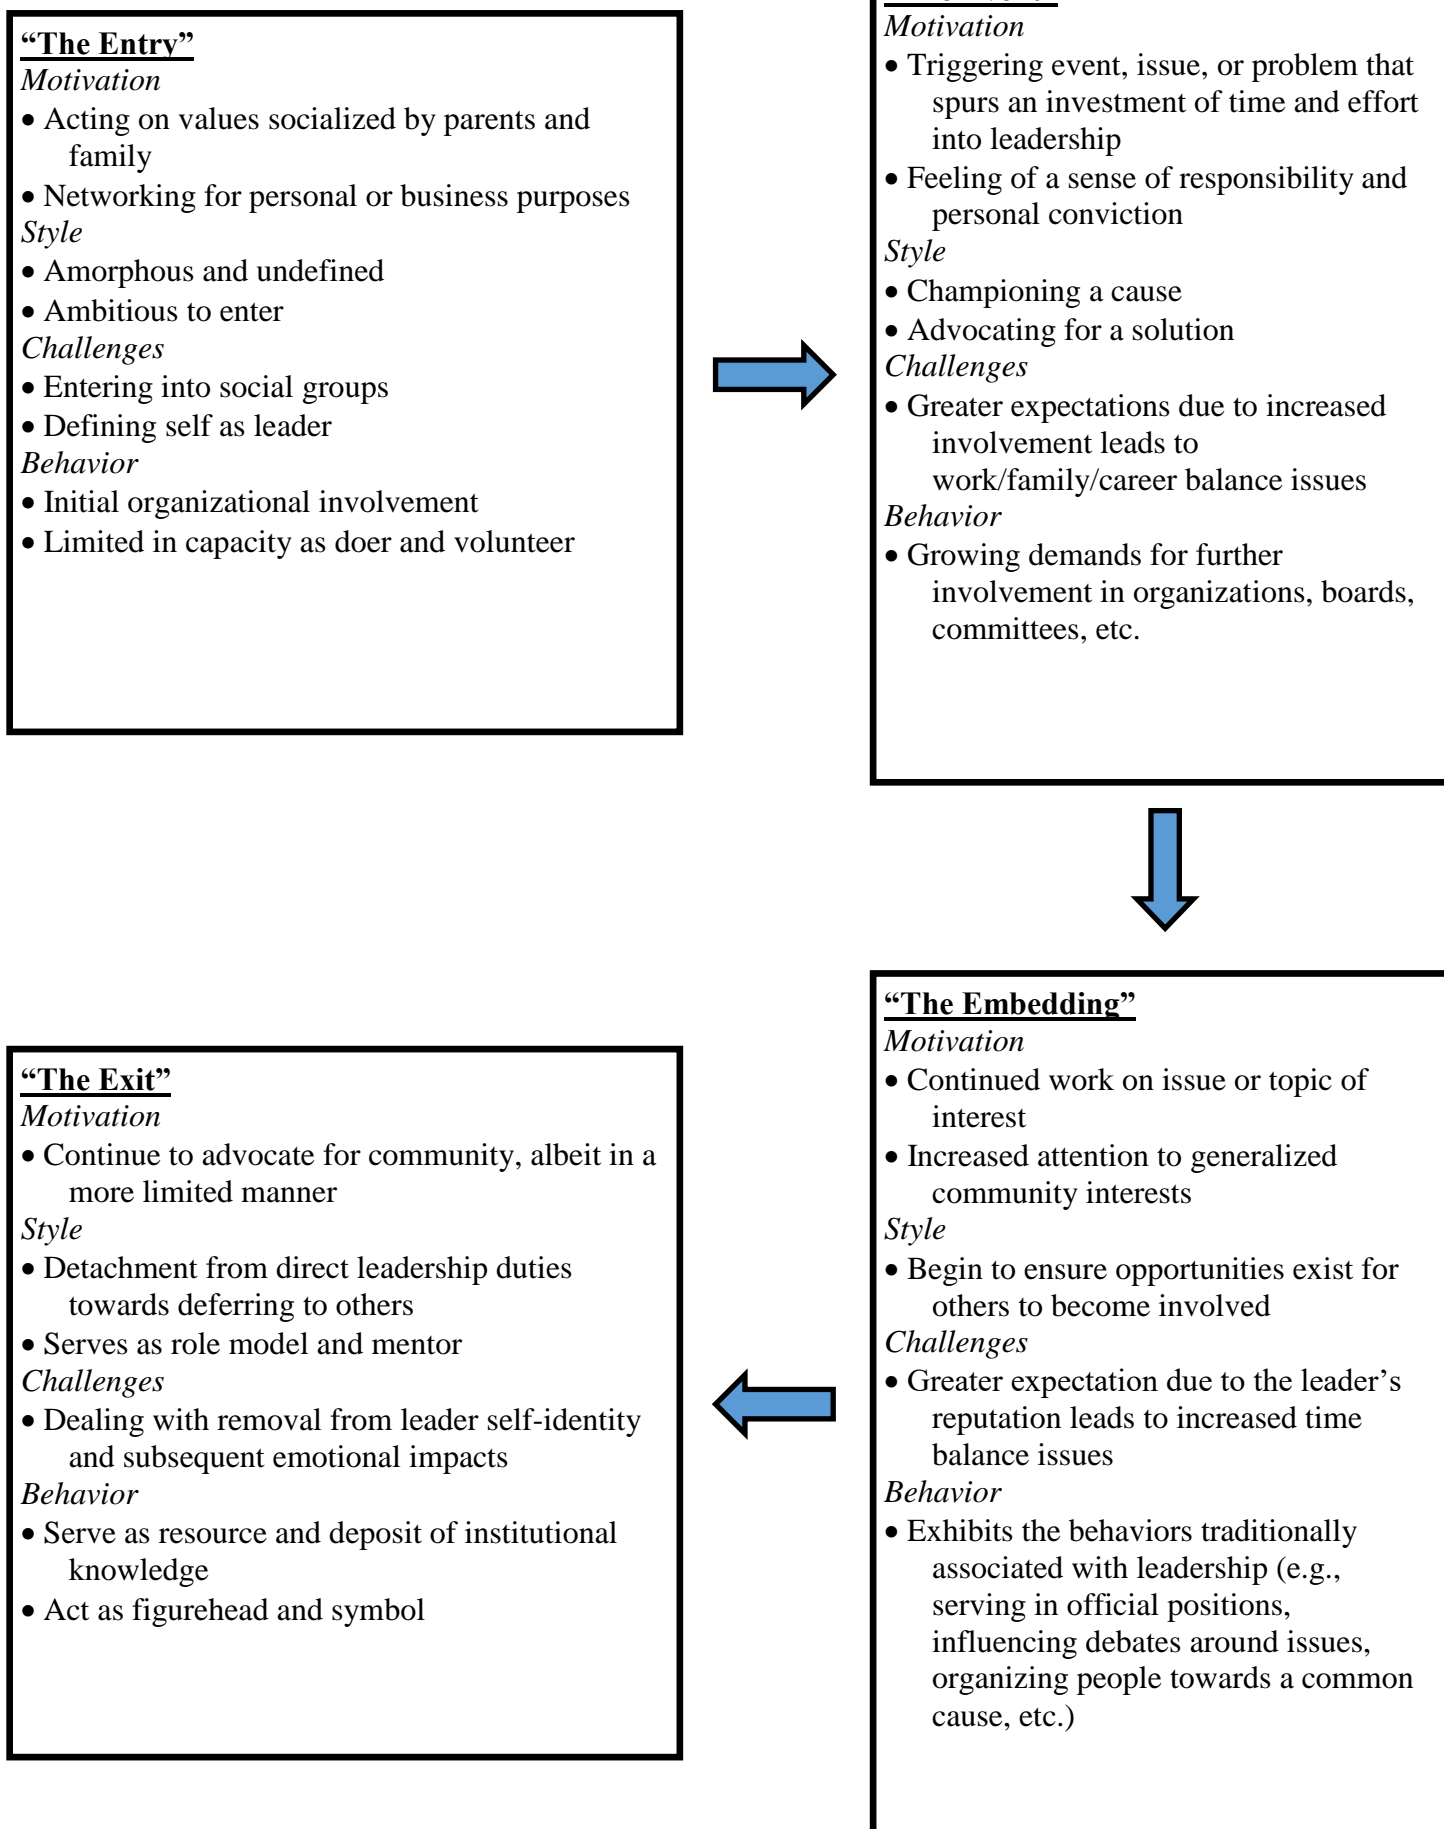 “The Entry”
Motivation
• Acting on values socialized by parents and
family
• Networking for personal or business purposes
Style
• Amorphous and undefined
• Ambitious to enter
Challenges
• Entering into social groups
• Defining self as leader
Behavior
• Initial organizational involvement
• Limited in capacity as doer and volunteer
Motivation
• Triggering event, issue, or problem that
spurs an investment of time and effort
into leadership
• Feeling of a sense of responsibility and
personal conviction
Style
• Championing a cause
• Advocating for a solution
Challenges
• Greater expectations due to increased
involvement leads to
work/family/career balance issues
Behavior
• Growing demands for further
involvement in organizations, boards,
committees, etc.
“The Embedding”
Motivation
• Continued work on issue or topic of
interest
• Increased attention to generalized
community interests
Style
• Begin to ensure opportunities exist for
others to become involved
Challenges
• Greater expectation due to the leader’s
reputation leads to increased time
balance issues
Behavior
• Exhibits the behaviors traditionally
associated with leadership (e.g.,
serving in official positions,
influencing debates around issues,
organizing people towards a common
cause, etc.)
“The Exit”
Motivation
• Continue to advocate for community, albeit in a
more limited manner
Style
• Detachment from direct leadership duties
towards deferring to others
• Serves as role model and mentor
Challenges
• Dealing with removal from leader self-identity
and subsequent emotional impacts
Behavior
• Serve as resource and deposit of institutional
knowledge
• Act as figurehead and symbol